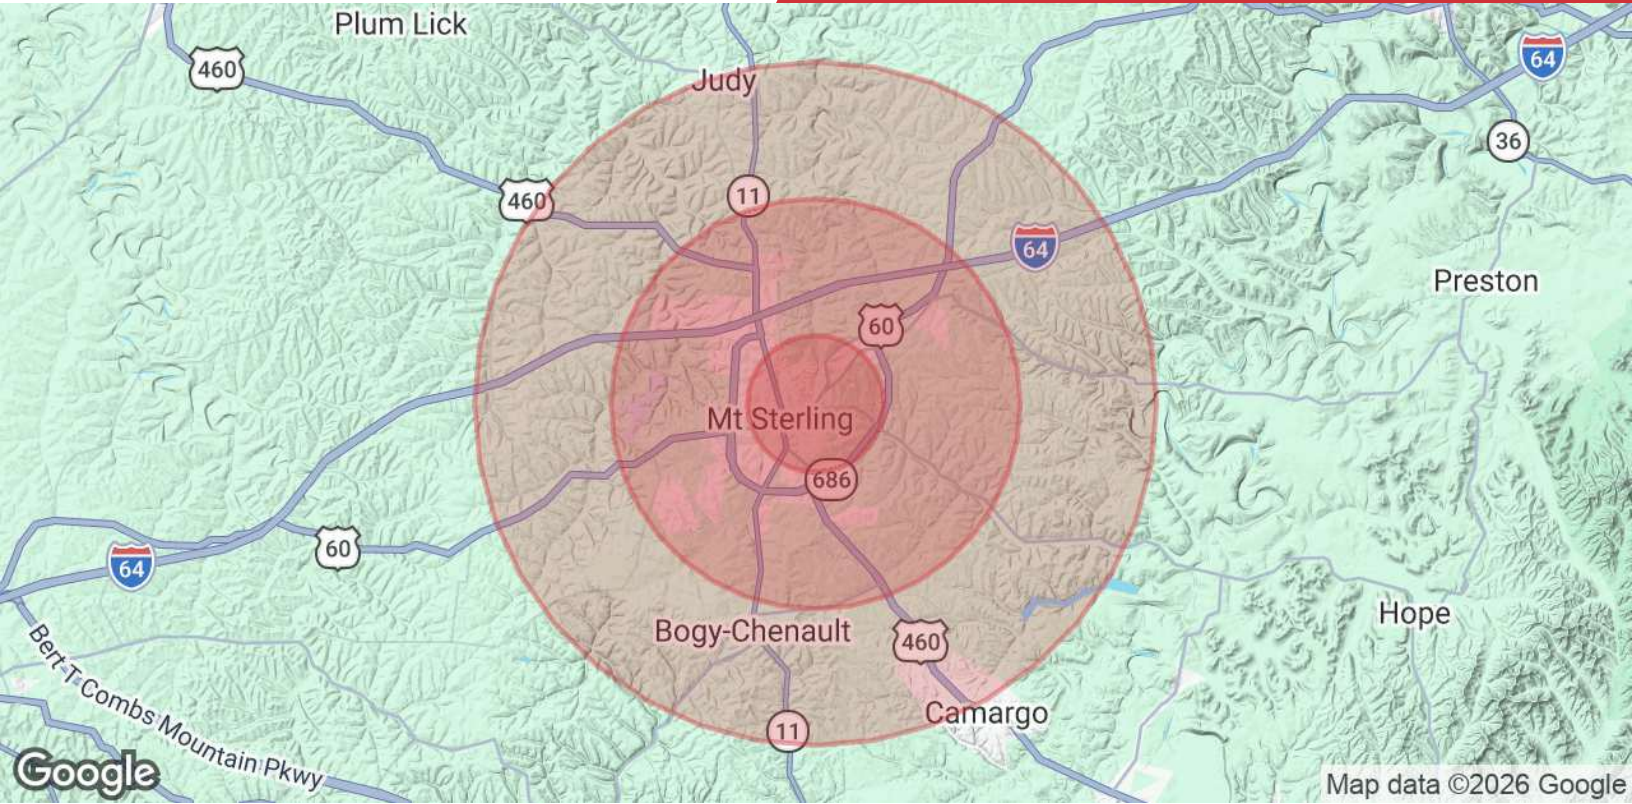 Plum Lick
460
Judy
64
36
460
11
64
Preston
60
Mt Sterling
686
60
64
Hope
Bogy-Chenault
460
Bert T Combs Mountain Pkwy
Camargo
11
Google
Map data ©2026 Google